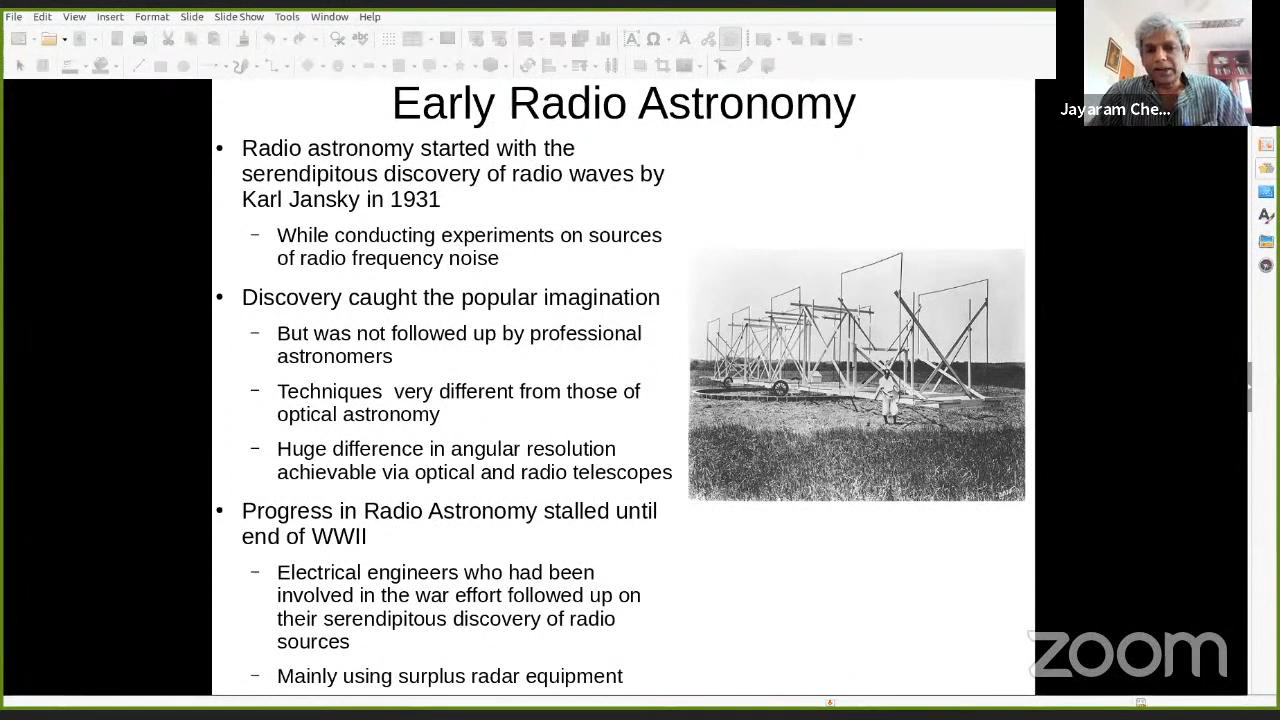 File Edit View Insert Format Slide Slide Show Tools Window Help
Jayaram Che...
Early Radio Astronomy
• Radio astronomy started with the
serendipitous discovery of radio waves by
Karl Jansky in 1931
– While conducting experiments on sources
of radio frequency noise
• Discovery caught the popular imagination
– But was not followed up by professional
astronomers
– Techniques  very different from those of
optical astronomy
– Huge difference in angular resolution
achievable via optical and radio telescopes
• Progress in Radio Astronomy stalled until
end of WWII
– Electrical engineers who had been
involved in the war effort followed up on
their serendipitous discovery of radio
sources
– Mainly using surplus radar equipment
zoom